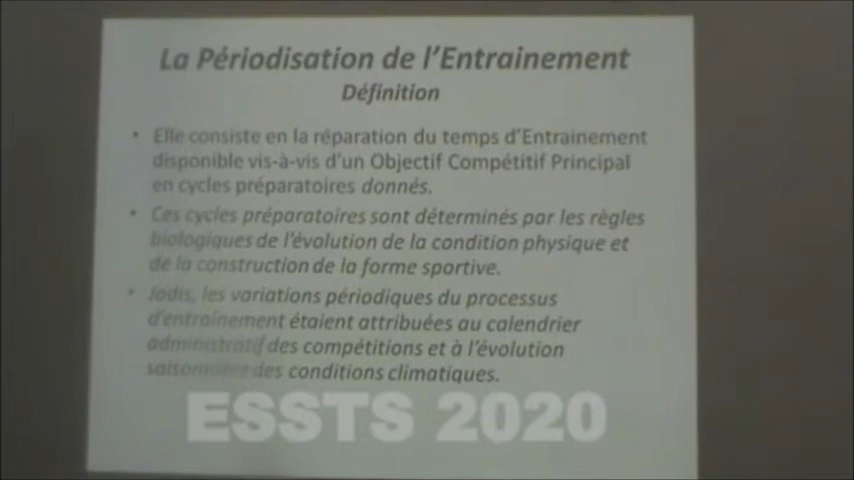 La Périodisation de l'Entrainement
Définition
• Elle consiste en la réparation du temps d'Entrainement
disponible vis-à-vis d'un Objectif Compétitif Principal
en cycles préparatoires donnés.
• Ces cycles préparatoires sont déterminés par les règles
biologiques de l'évolution de la condition physique et
de la construction de la forme sportive.
• Jadis, les variations périodiques du processus
d'entraînement étaient attribuées au calendrier
administratif des compétitions et à l'évolution
saisonnière des conditions climatiques.
ESSTS 2020